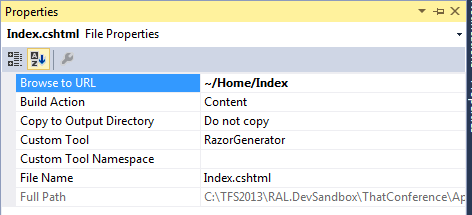 Properties
Index.cshtml File Properties
Browse to URL ~/Home/Index
Build Action Content
Copy to Output Directory Do not copy
Custom Tool RazorGenerator
Custom Tool Namespace
File Name Index.cshtml
Full Path C:\TFS2013\RAL.DevSandbox\ThatConference\Ap